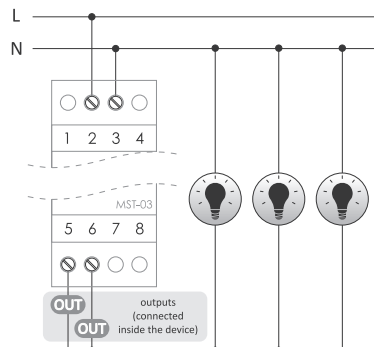 L
N
1 2 3 4
MST-03
5 6 7 8
OUT
OUT
outputs
(connected
inside the device)